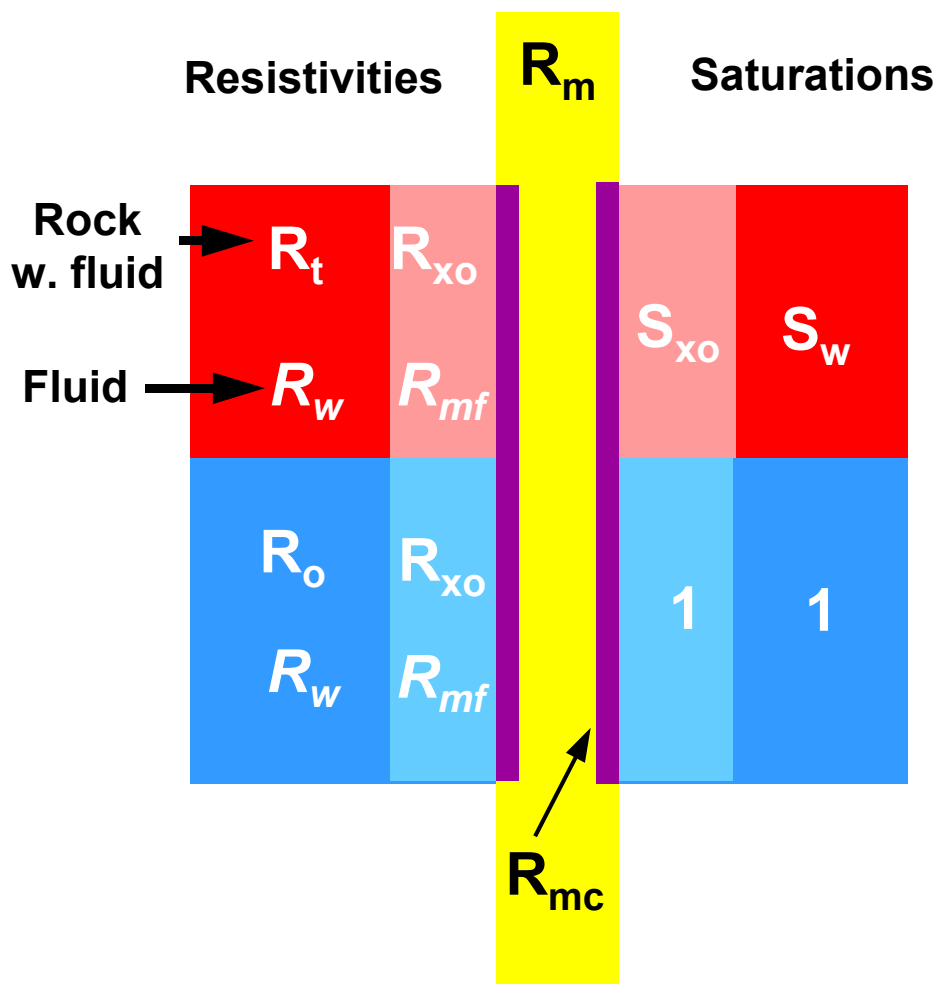 Resistivities
Rm
Saturations
Rock
w. fluid
Rt
Rxo
Sxo
Sw
Fluid
Rw
Rmf
Ro
Rxo
1
1
Rw
Rmf
Rmc